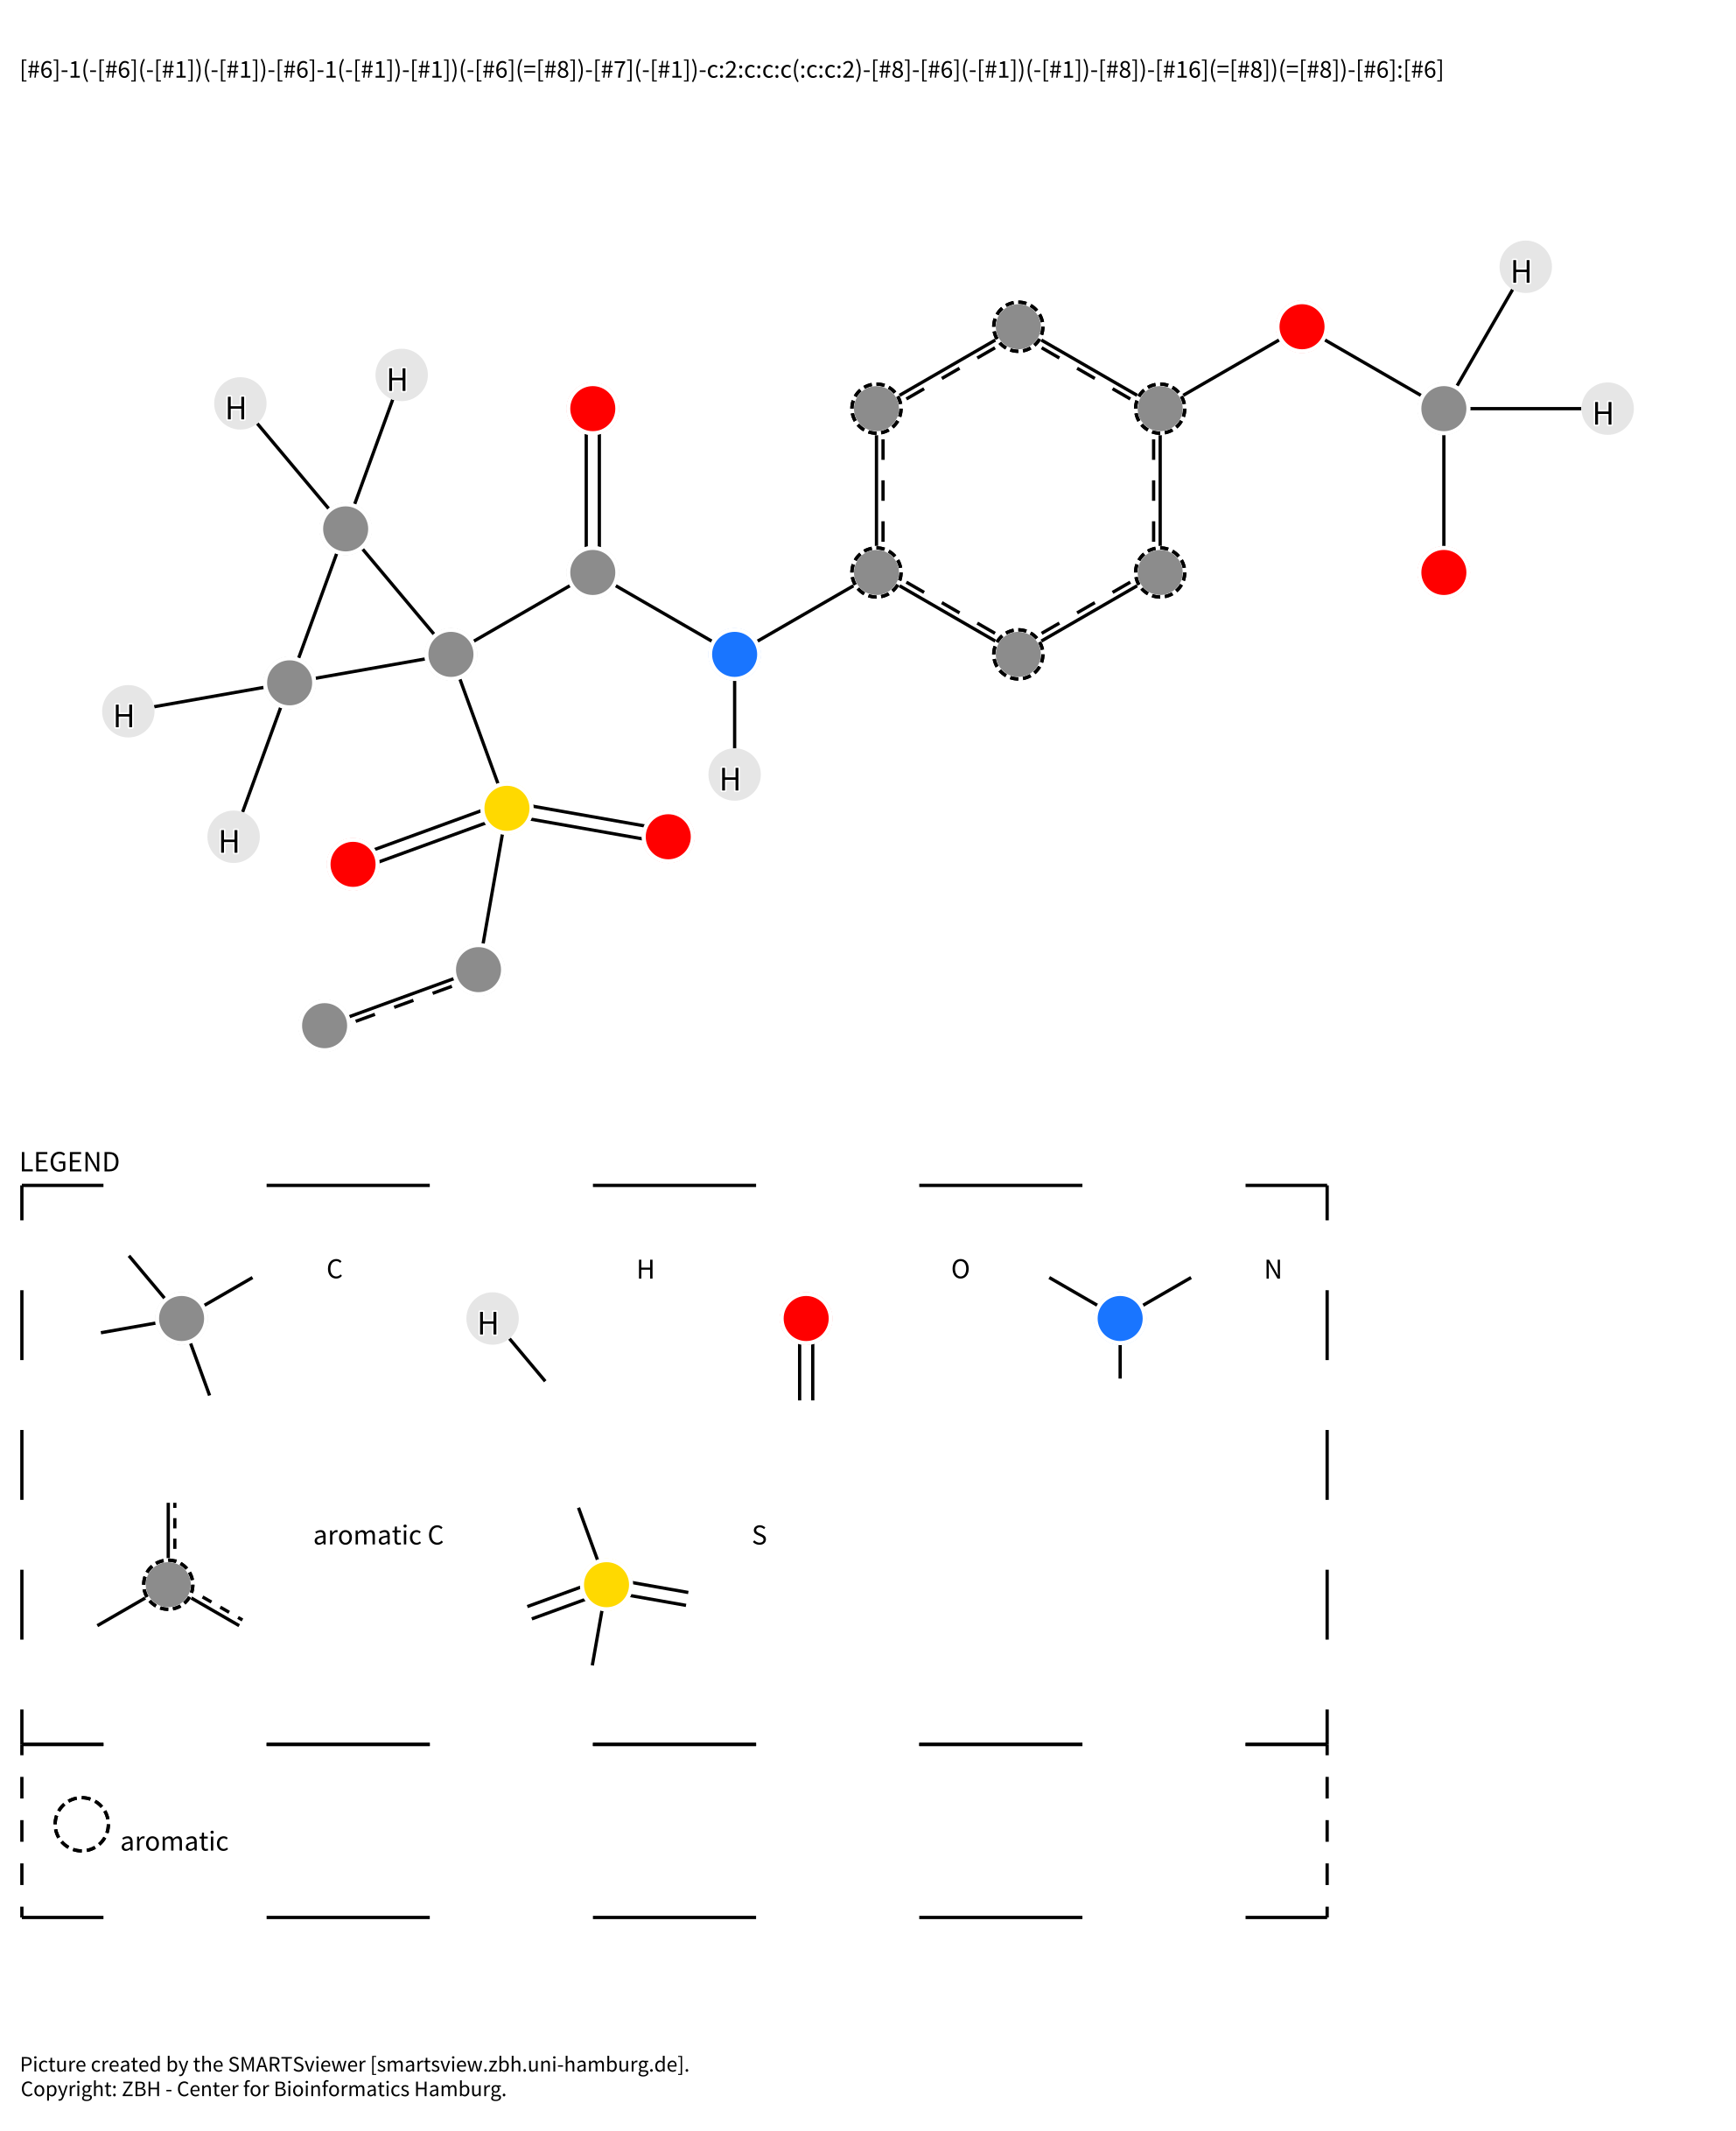 [#6]-1(-[#6](-[#1])(-[#1])-[#6]-1(-[#1])-[#1])(-[#6](=[#8])-[#7](-[#1])-c:2:c:c:c(:c:c:2)-[#8]-[#6](-[#1])(-[#1])-[#8])-[#16](=[#8])(=[#8])-[#6]:[#6]
H
H
H
H
H
H
H
LEGEND
C H O N
H
aromatic C S
aromatic
Picture created by the SMARTSviewer [smartsview.zbh.uni-hamburg.de].
Copyright: ZBH - Center for Bioinformatics Hamburg.